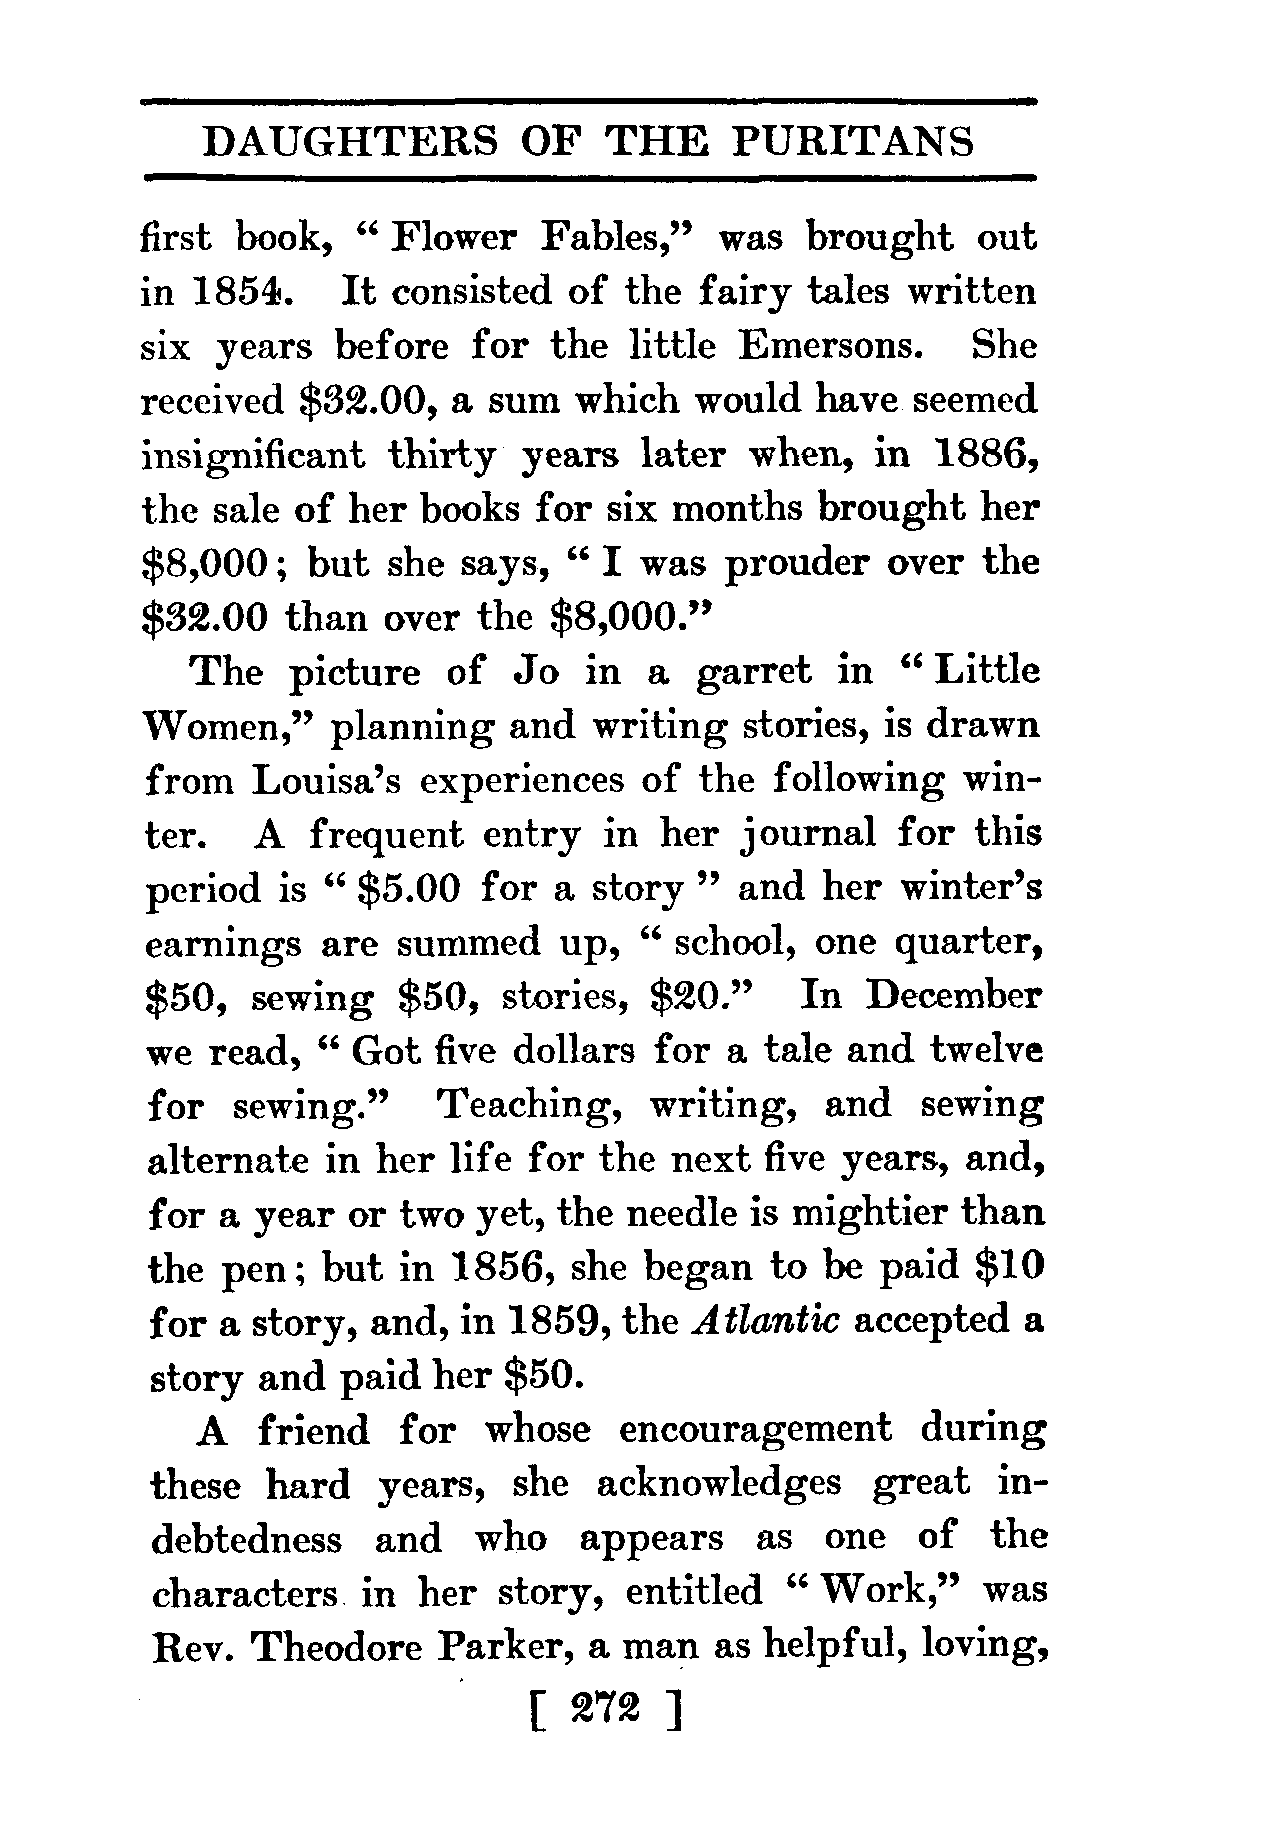 DAUGHTERS OF THE PURITANS
first book, “ Flower Fables,” was brought out
in 1854. It consisted of the fairy tales written
six years before for the little Emersons. She
received $32.00, a sum which would have seemed
insignificant thirty years later when, in 1886,
the sale of her books for six months brought her
$8,000; but she says, “ I was prouder over the
$32.00 than over the $8,000.”
The picture of Jo in a garret in “ Little
Women,” planning and writing stories, is drawn
from Louisa’s experiences of the following win-
ter. A frequent entry in her journal for this
period is “ $5.00 for a story ” and her winter’s
earnings are summed up, “ school, one quarter,
$50, sewing $50, stories, $20.” In December
we read, “ Got five dollars for a tale and twelve
for sewing.” Teaching, writing, and sewing
alternate in her life for the next five years, and,
for a year or two yet, the needle is mightier than
the pen; but in 1856, she began to be paid $10
for a story, and, in 1859, the Atlantic accepted a
story and paid her $50.
A friend for whose encouragement during
these hard years, she acknowledges great in-
debtedness and who appears as one of the
characters in her story, entitled “ Work,” was
Rev. Theodore Parker, a man as helpful, loving,
[ 272 ]